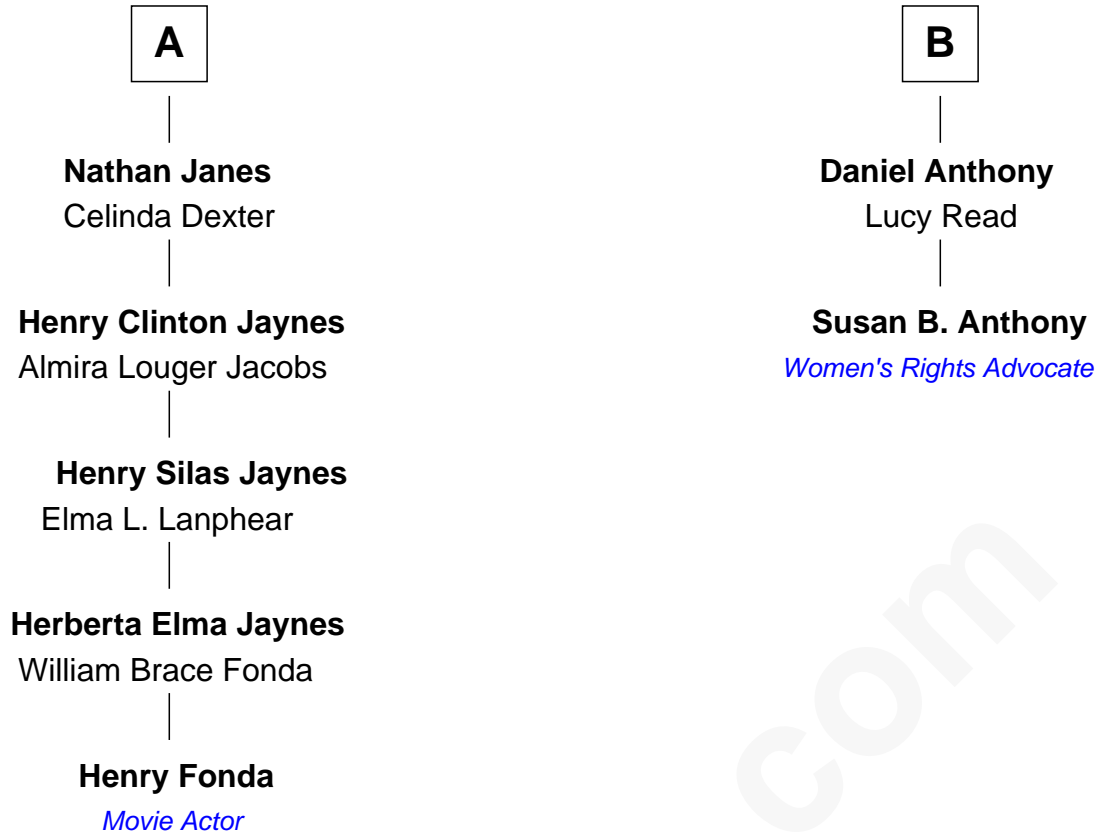 A
Nathan Janes
Celinda Dexter
Henry Clinton Jaynes
Almira Louger Jacobs
Henry Silas Jaynes
Elma L. Lanphear
Herberta Elma Jaynes
William Brace Fonda
Henry Fonda
Movie Actor
B
Daniel Anthony
Lucy Read
Susan B. Anthony
Women's Rights Advocate
com